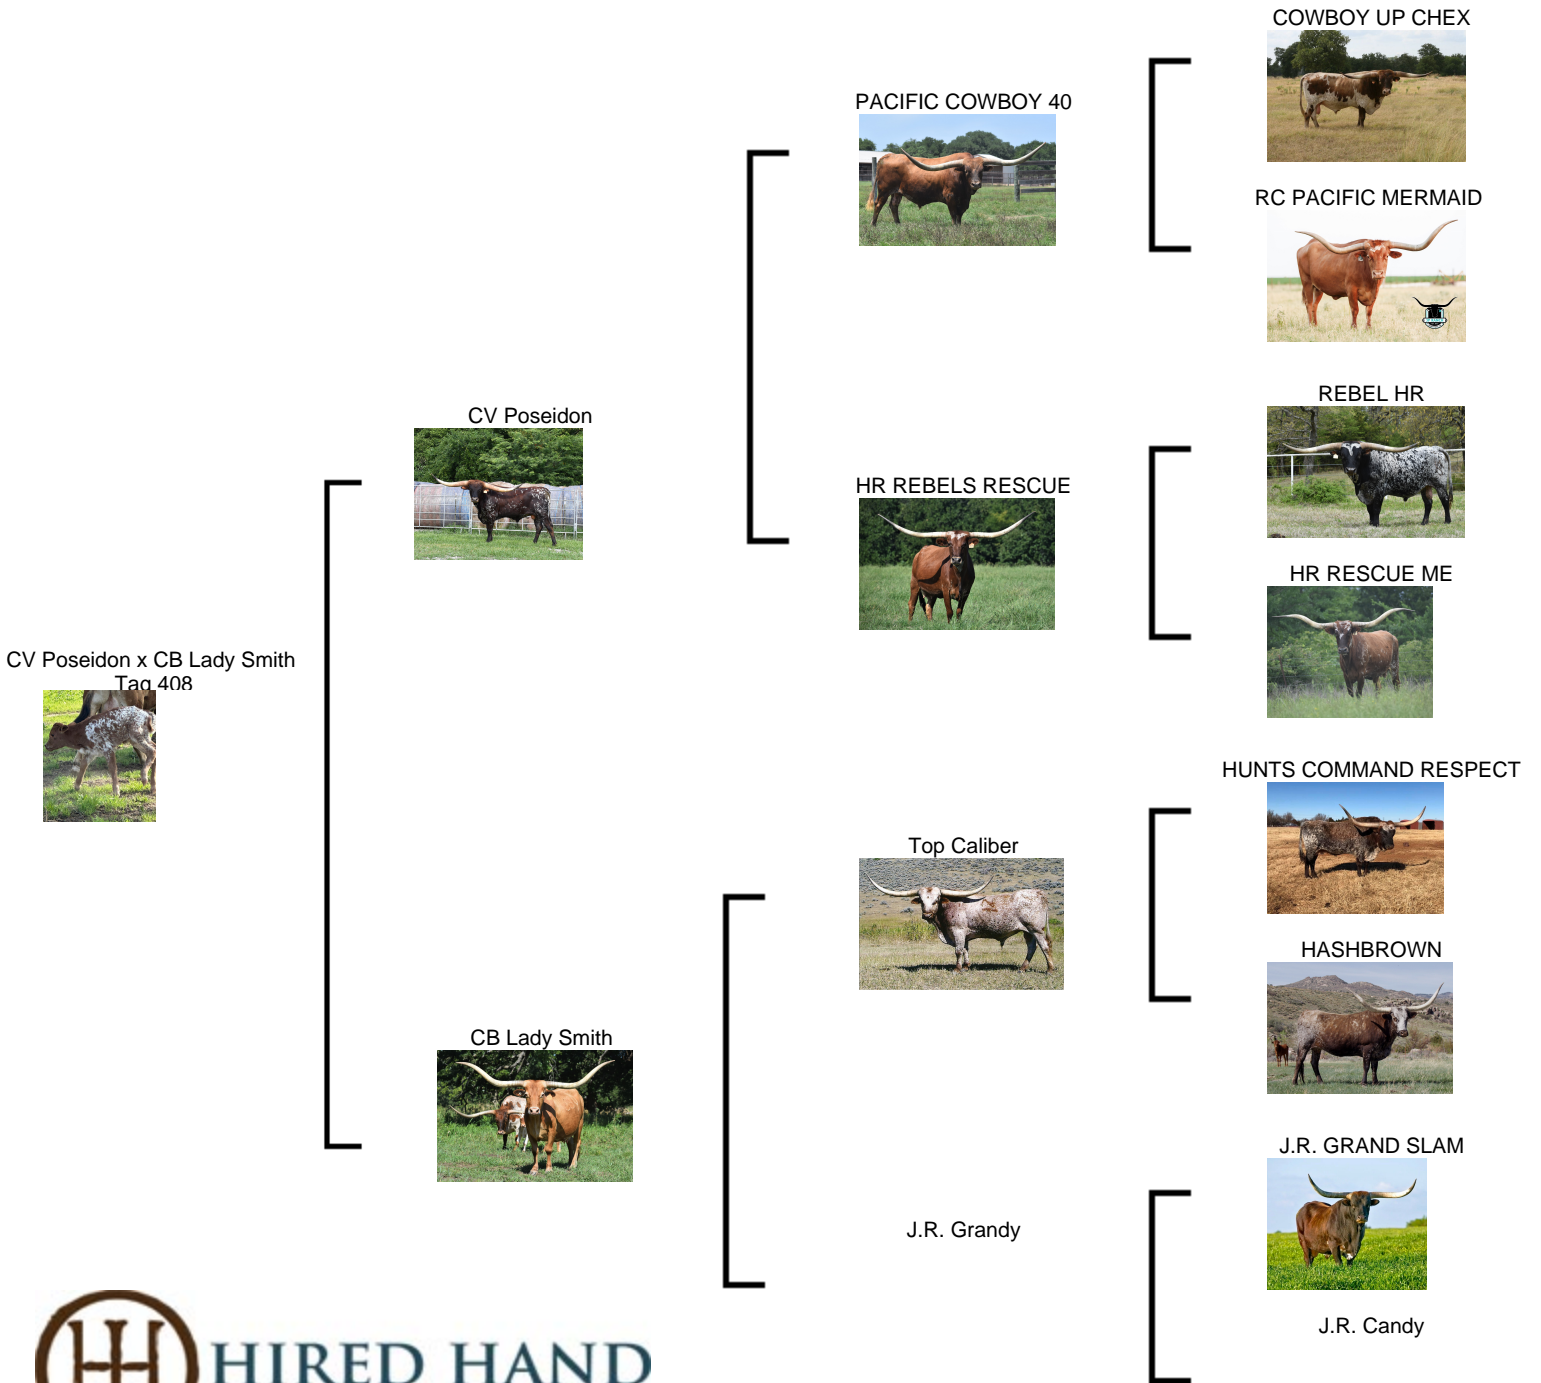 COWBOY UP CHEX
PACIFIC COWBOY 40
RC PACIFIC MERMAID
REBEL HR
CV Poseidon
HR REBELS RESCUE
HR RESCUE ME
CV Poseidon x CB Lady Smith
Tag 408
HUNTS COMMAND RESPECT
Top Caliber
HASHBROWN
CB Lady Smith
J.R. GRAND SLAM
J.R. Grandy
J.R. Candy
HIRED HAND